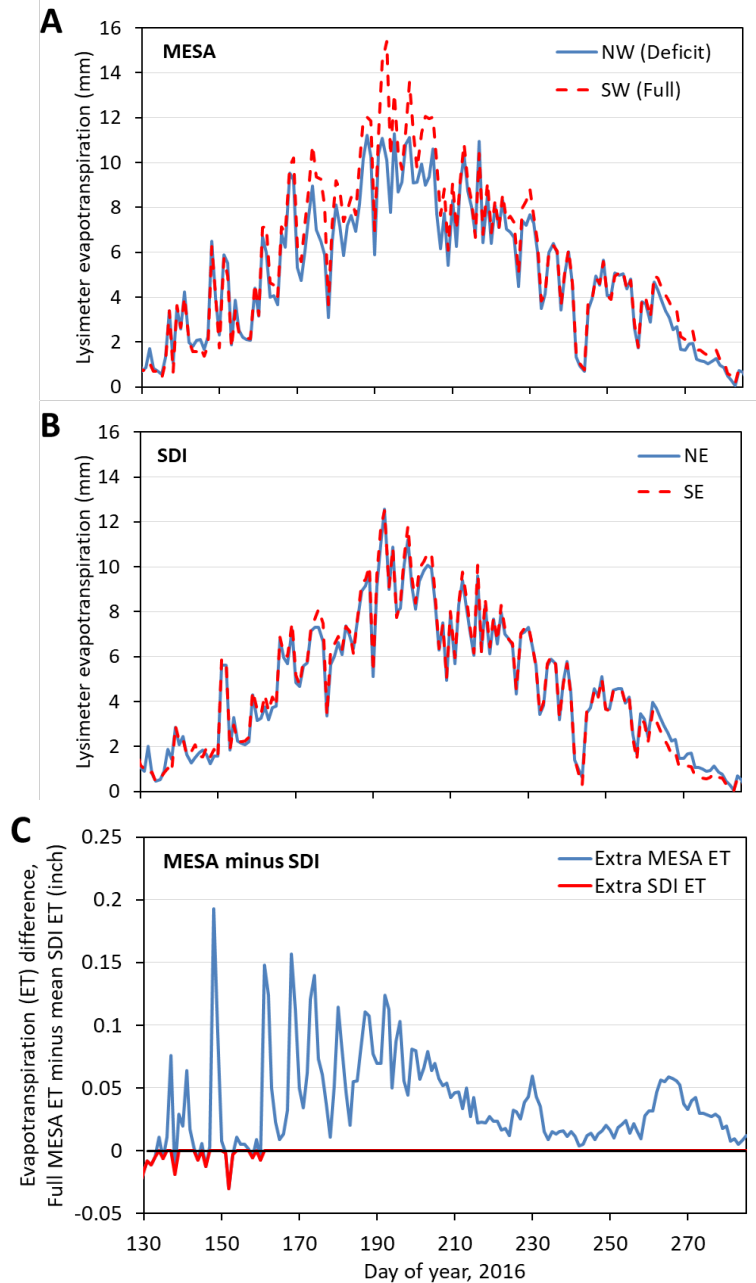 A
MESA
NW (Deficit)
SW (Full)
Lysimeter evapotranspiration (mm)
16
14
12
10
8
6
4
2
0
B
SDI
NE
SE
Lysimeter evapotranspiration (mm)
16
14
12
10
8
6
4
2
0
C
MESA minus SDI
Extra MESA ET
Extra SDI ET
Evapotranspiration (ET) difference,
Full MESA ET minus mean SDI ET (inch)
0.25
0.2
0.15
0.1
0.05
0
-0.05
130 150 170 190 210 230 250 270
Day of year, 2016